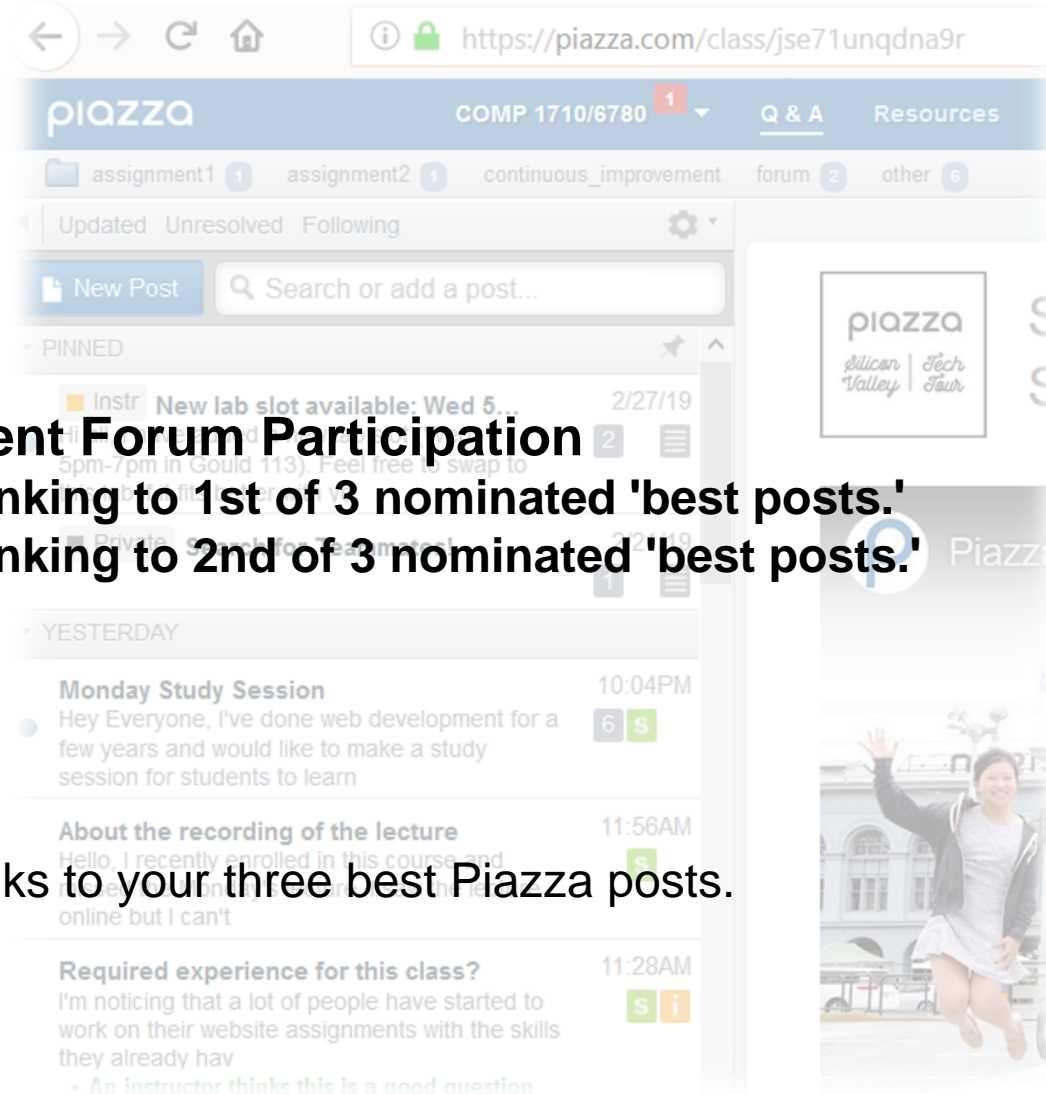 https://piazza.com/class/jse71unqdna9r
piazza
COMP 1710/6780 1
Q & A
Resources
assignment1 1
assignment2 1
continuous_improvement
forum 2
other 6
Updated Unresolved Following
New Post
Search or add a post...
PINNED
Instr New lab slot available: Wed 5...
2/27/19
2
ent Forum Participation
5pm-7pm in Gould 113). Feel free to swap to
nking to 1st of 3 nominated 'best posts.'
Private Search for Teammates!
nking to 2nd of 3 nominated 'best posts.'
1
YESTERDAY
Monday Study Session
10:04PM
Hey Everyone, I've done web development for a
6 s
few years and would like to make a study
session for students to learn
About the recording of the lecture
11:56AM
Hello, I recently enrolled in this course and
s
ks to your three best Piazza posts.
online but I can't
Required experience for this class?
11:28AM
I'm noticing that a lot of people have started to
s i
work on their website assignments with the skills
they already hav
• An instructor thinks this is a good question
piazza
Silicon Tech
Valley Tour
S
S
Piazza